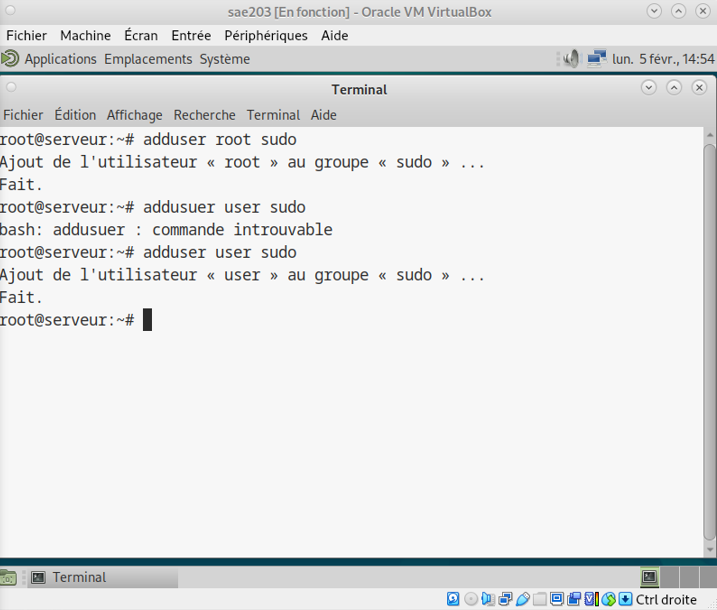 sae203 [En fonction] - Oracle VM VirtualBox
Fichier Machine Écran Entrée Périphériques Aide
Applications Emplacements Système lun. 5 févr., 14:54
Terminal
Fichier Édition Affichage Recherche Terminal Aide
root@serveur:~# adduser root sudo
Ajout de l'utilisateur « root » au groupe « sudo » ...
Fait.
root@serveur:~# addusuer user sudo
bash: addusuer : commande introuvable
root@serveur:~# adduser user sudo
Ajout de l'utilisateur « user » au groupe « sudo » ...
Fait.
root@serveur:~#
Terminal
Ctrl droite